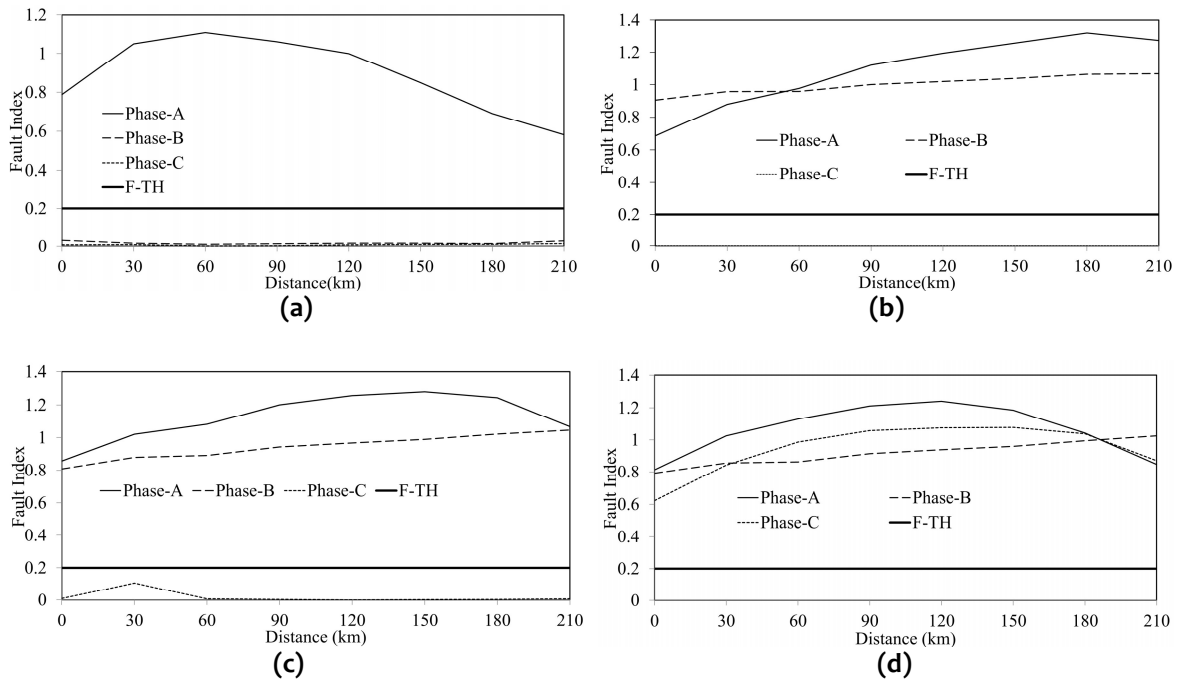 1.2
1
0.8
0.6
0.4
0.2
0
Fault Index
Phase-A
Phase-B
Phase-C
F-TH
0 30 60 90 120 150 180 210
Distance(km)
(a)
1.4
1.2
1
0.8
0.6
0.4
0.2
0
Fault Index
Phase-A Phase-B
Phase-C F-TH
0 30 60 90 120 150 180 210
Distance(km)
(b)
1.4
1.2
1
0.8
0.6
0.4
0.2
0
Fault Index
Phase-A Phase-B Phase-C F-TH
0 30 60 90 120 150 180 210
Distance (km)
(c)
1.4
1.2
1
0.8
0.6
0.4
0.2
0
Fault Index
Phase-A Phase-B
Phase-C F-TH
0 30 60 90 120 150 180 210
Distance (km)
(d)